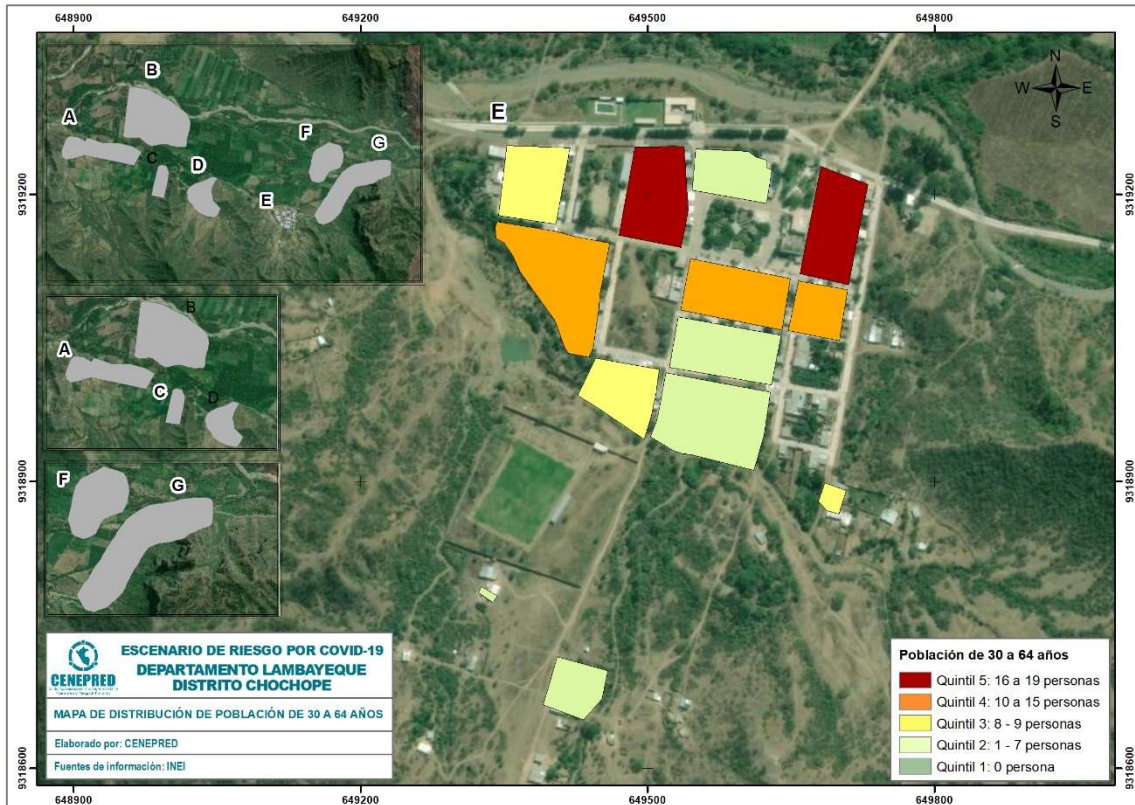 648900 649200 649500 649800
N
W E
S
E
B
A
F
G
C
D
E
9319200 9319200
B
A
C
D
F
G
9318900 9318900
CENEPRED
ESCENARIO DE RIESGO POR COVID-19
DEPARTAMENTO LAMBAYEQUE
DISTRITO CHOCHOPE
MAPA DE DISTRIBUCIÓN DE POBLACIÓN DE 30 A 64 AÑOS
Elaborado por: CENEPRED
Fuentes de información: INEI
Población de 30 a 64 años
Quintil 5: 16 a 19 personas
Quintil 4: 10 a 15 personas
Quintil 3: 8 - 9 personas
Quintil 2: 1 - 7 personas
Quintil 1: 0 persona
9318600 9318600
648900 649200 649500 649800